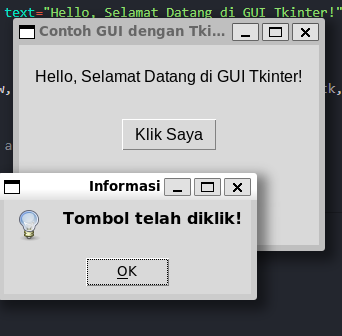 text="Hello, Selamat Datang di GUI Tkinter!"
Contoh GUI dengan Tki...
Hello, Selamat Datang di GUI Tkinter!
Klik Saya
Informasi
Tombol telah diklik!
OK